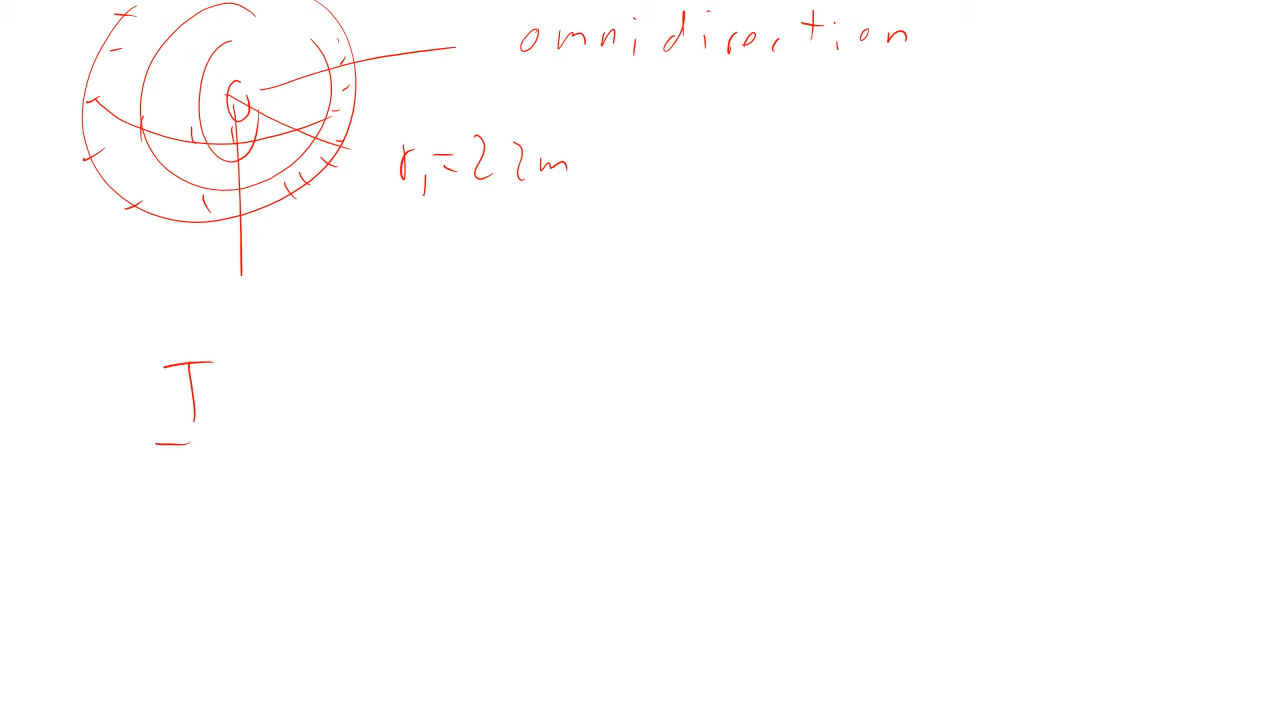 omnidirection
r₁ = 22m
I